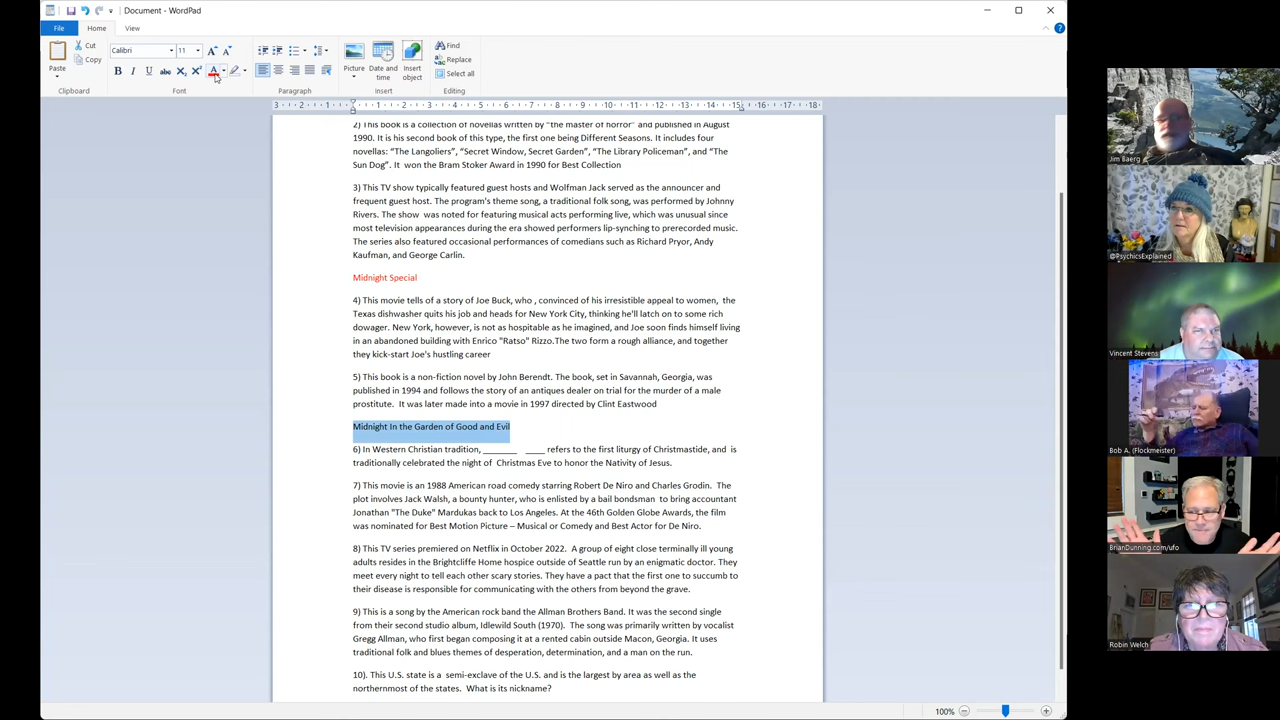 Document - WordPad
File
Home
View
Paste
Cut
Copy
Clipboard
Calibri
11
B I U abc X₂ X² A
Font
Paragraph
Picture
Date and time
Insert object
Insert
Find
Replace
Select all
Editing
3 2 1 1 2 3 4 5 6 7 8 9 10 11 12 13 14 15 16 17 18
2) This book is a collection of novellas written by "the master of horror" and published in August
1990. It is his second book of this type, the first one being Different Seasons. It includes four
novellas: “The Langoliers”, “Secret Window, Secret Garden”, “The Library Policeman”, and “The
Sun Dog”. It  won the Bram Stoker Award in 1990 for Best Collection
3) This TV show typically featured guest hosts and Wolfman Jack served as the announcer and
frequent guest host. The program's theme song, a traditional folk song, was performed by Johnny
Rivers. The show  was noted for featuring musical acts performing live, which was unusual since
most television appearances during the era showed performers lip-synching to prerecorded music.
The series also featured occasional performances of comedians such as Richard Pryor, Andy
Kaufman, and George Carlin.
Midnight Special
4) This movie tells of a story of Joe Buck, who , convinced of his irresistible appeal to women,  the
Texas dishwasher quits his job and heads for New York City, thinking he'll latch on to some rich
dowager. New York, however, is not as hospitable as he imagined, and Joe soon finds himself living
in an abandoned building with Enrico "Ratso" Rizzo.The two form a rough alliance, and together
they kick-start Joe's hustling career
5) This book is a non-fiction novel by John Berendt. The book, set in Savannah, Georgia, was
published in 1994 and follows the story of an antiques dealer on trial for the murder of a male
prostitute.  It was later made into a movie in 1997 directed by Clint Eastwood
Midnight In the Garden of Good and Evil
6) In Western Christian tradition, ________   ____ refers to the first liturgy of Christmastide, and  is
traditionally celebrated the night of  Christmas Eve to honor the Nativity of Jesus.
7) This movie is an 1988 American road comedy starring Robert De Niro and Charles Grodin.  The
plot involves Jack Walsh, a bounty hunter, who is enlisted by a bail bondsman  to bring accountant
Jonathan "The Duke" Mardukas back to Los Angeles. At the 46th Golden Globe Awards, the film
was nominated for Best Motion Picture – Musical or Comedy and Best Actor for De Niro.
8) This TV series premiered on Netflix in October 2022.  A group of eight close terminally ill young
adults resides in the Brightcliffe Home hospice outside of Seattle run by an enigmatic doctor. They
meet every night to tell each other scary stories. They have a pact that the first one to succumb to
their disease is responsible for communicating with the others from beyond the grave.
9) This is a song by the American rock band the Allman Brothers Band. It was the second single
from their second studio album, Idlewild South (1970).  The song was primarily written by vocalist
Gregg Allman, who first began composing it at a rented cabin outside Macon, Georgia. It uses
traditional folk and blues themes of desperation, determination, and a man on the run.
10). This U.S. state is a  semi-exclave of the U.S. and is the largest by area as well as the
northernmost of the states.  What is its nickname?
100%
Jim Baerg
@PsychicsExplained
Vincent Stevens
Bob A. (Flockmeister)
BrianDunning.com/ufo
Robin Welch